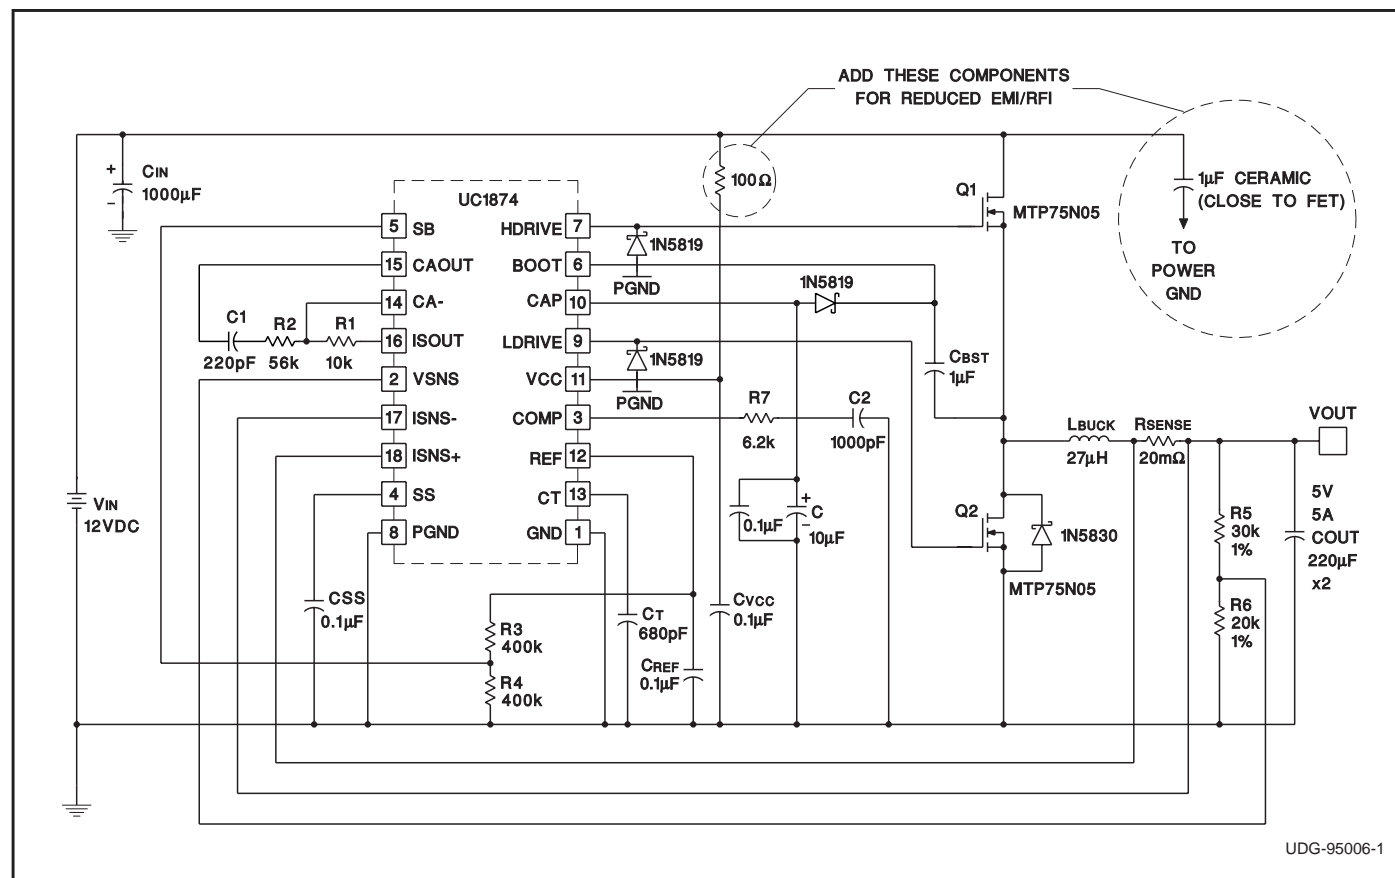 ADD THESE COMPONENTS
FOR REDUCED EMI/RFI
CIN
1000µF
+
−
UC1874
5 SB
15 CAOUT
14 CA-
16 ISOUT
2 VSNS
17 ISNS-
18 ISNS+
4 SS
8 PGND
HDRIVE 7
BOOT 6
CAP 10
LDRIVE 9
VCC 11
COMP 3
REF 12
CT 13
GND 1
100Ω
Q1
MTP75N05
1µF CERAMIC
(CLOSE TO FET)
TO
POWER
GND
1N5819
PGND
1N5819
1N5819
PGND
C1
220pF
R2
56k
R1
10k
CBST
1µF
R7
6.2k
C2
1000pF
LBUCK
27µH
RSENSE
20mΩ
VOUT
VIN
12VDC
0.1µF
+
C
−
10µF
Q2
1N5830
MTP75N05
R5
30k
1%
5V
5A
COUT
220µF
x2
R6
20k
1%
CSS
0.1µF
R3
400k
R4
400k
CT
680pF
CREF
0.1µF
CVCC
0.1µF
UDG-95006-1